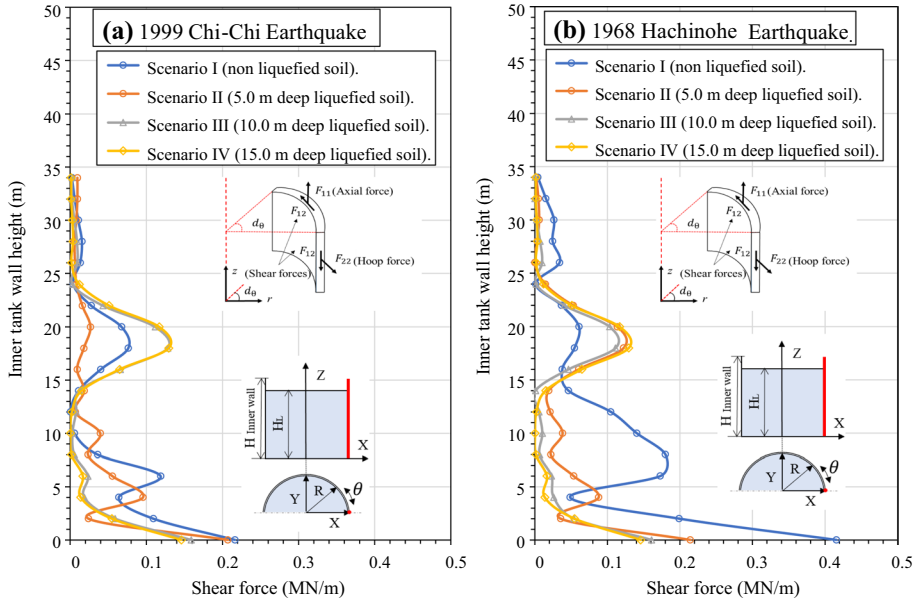 (a) 1999 Chi-Chi Earthquake
Scenario I (non liquefied soil).
Scenario II (5.0 m deep liquefied soil).
Scenario III (10.0 m deep liquefied soil).
Scenario IV (15.0 m deep liquefied soil).
Inner tank wall height (m)
50
45
40
35
30
25
20
15
10
5
0
0
0.1
0.2
0.3
0.4
0.5
Shear force (MN/m)
F11(Axial force)
F12
dθ
F12
F22 (Hoop force)
(Shear forces)
z
dθ
r
Z
H Inner wall
HL
X
Y
R
θ
X
(b) 1968 Hachinohe Earthquake.
Scenario I (non liquefied soil).
Scenario II (5.0 m deep liquefied soil).
Scenario III (10.0 m deep liquefied soil).
Scenario IV (15.0 m deep liquefied soil).
Inner tank wall height (m)
50
45
40
35
30
25
20
15
10
5
0
0
0.1
0.2
0.3
0.4
0.5
Shear force (MN/m)
F11(Axial force)
F12
dθ
F12
F22 (Hoop force)
(Shear forces)
z
dθ
r
Z
H Inner wall
HL
X
Y
R
θ
X